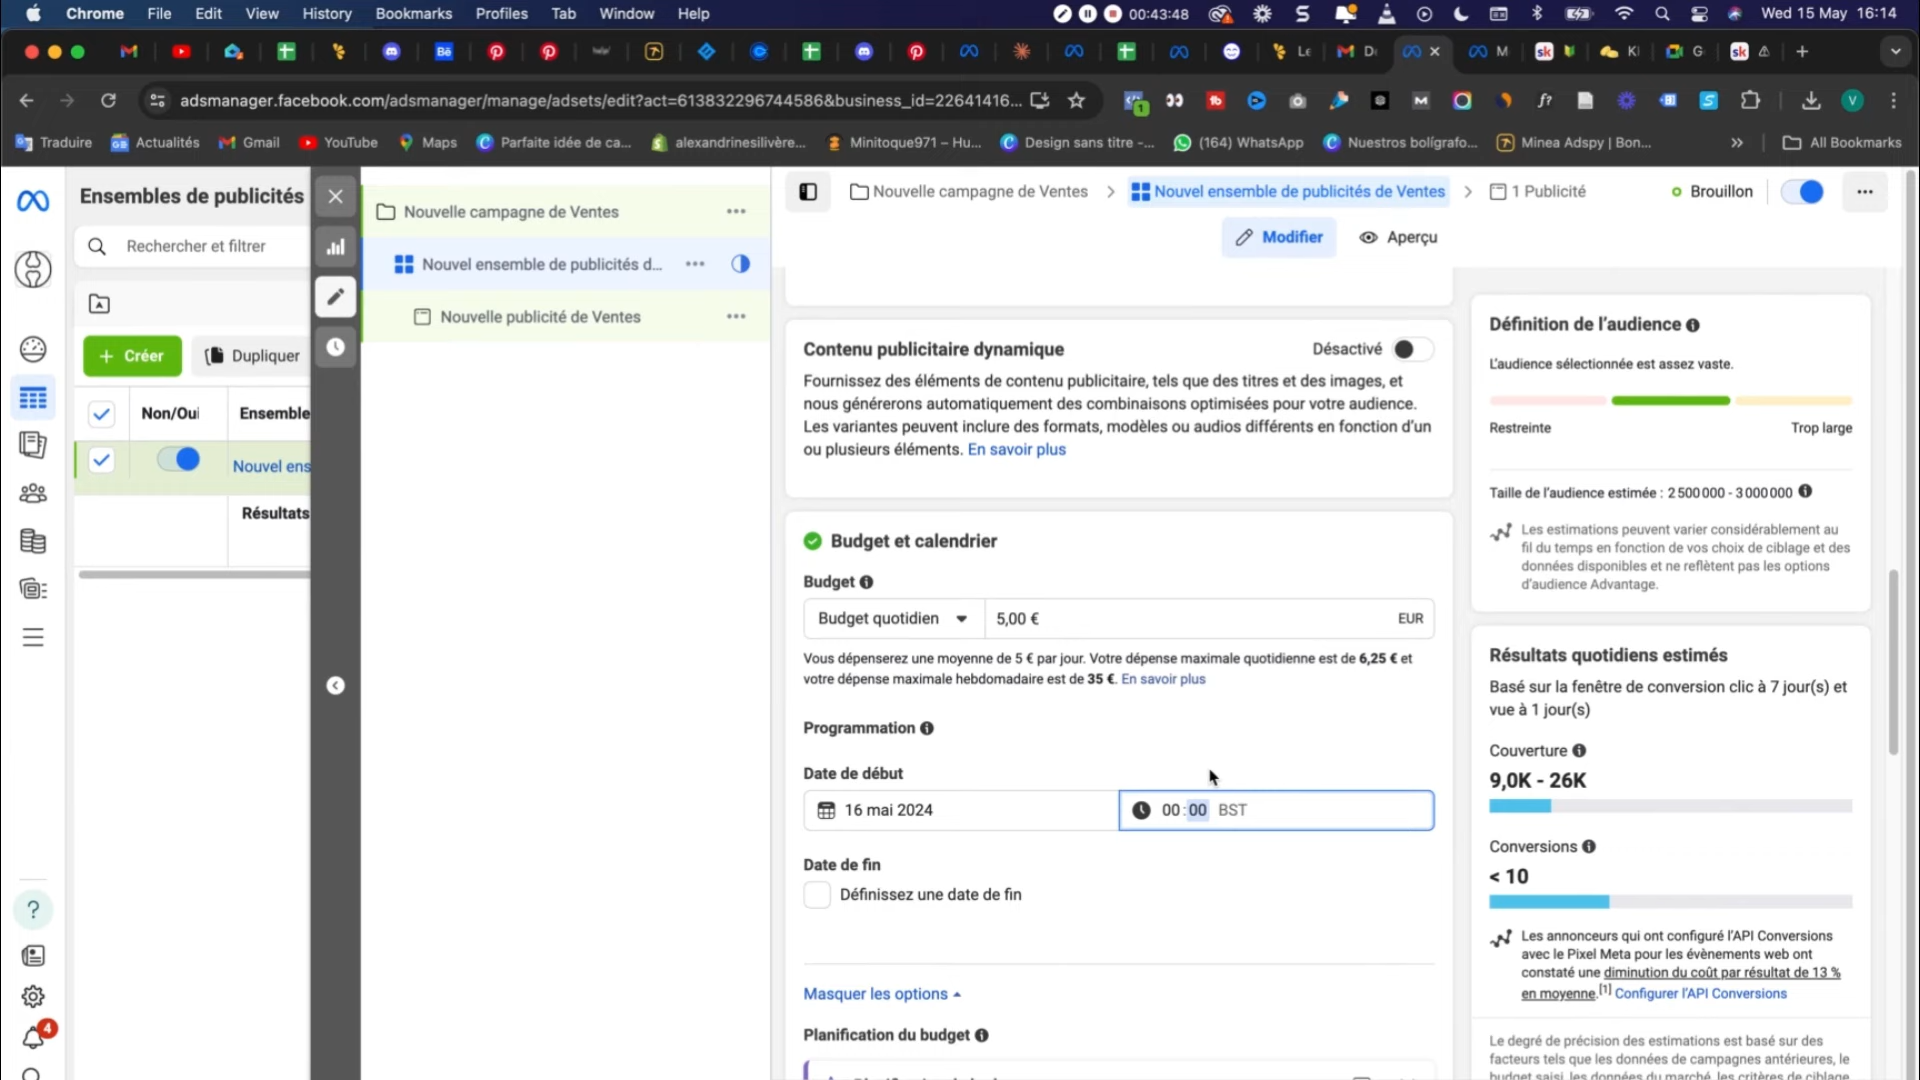 Chrome File Edit View History Bookmarks Profiles Tab Window Help 00:43:48 Wed 15 May 16:14
Le D M K G
adsmanager.facebook.com/adsmanager/manage/adsets/edit?act=613832296744586&business_id=22641416...
Traduire Actualités Gmail YouTube Maps Parfaite idée de ca... alexandrinesilivère... Minitoque971 – Hu... Design sans titre -... (164) WhatsApp Nuestros bolígrafo... Minea Adspy | Bon... » All Bookmarks
Ensembles de publicités
Rechercher et filtrer
+ Créer Dupliquer
Non/Oui Ensemble
Nouvel ens
Résultats
4
Nouvelle campagne de Ventes
Nouvel ensemble de publicités d...
Nouvelle publicité de Ventes
Nouvelle campagne de Ventes > Nouvel ensemble de publicités de Ventes > 1 Publicité Brouillon
Modifier Aperçu
Contenu publicitaire dynamique Désactivé
Fournissez des éléments de contenu publicitaire, tels que des titres et des images, et
nous générerons automatiquement des combinaisons optimisées pour votre audience.
Les variantes peuvent inclure des formats, modèles ou audios différents en fonction d'un
ou plusieurs éléments. En savoir plus
Budget et calendrier
Budget
Budget quotidien 5,00 € EUR
Vous dépenserez une moyenne de 5 € par jour. Votre dépense maximale quotidienne est de 6,25 € et
votre dépense maximale hebdomadaire est de 35 €. En savoir plus
Programmation
Date de début
16 mai 2024 00:00 BST
Date de fin
Définissez une date de fin
Masquer les options
Planification du budget
Définition de l'audience
L'audience sélectionnée est assez vaste.
Restreinte Trop large
Taille de l'audience estimée : 2 500 000 - 3 000 000
Les estimations peuvent varier considérablement au
fil du temps en fonction de vos choix de ciblage et des
données disponibles et ne reflètent pas les options
d'audience Advantage.
Résultats quotidiens estimés
Basé sur la fenêtre de conversion clic à 7 jour(s) et
vue à 1 jour(s)
Couverture
9,0K - 26K
Conversions
< 10
Les annonceurs qui ont configuré l'API Conversions
avec le Pixel Meta pour les évènements web ont
constaté une diminution du coût par résultat de 13 %
en moyenne.[1] Configurer l'API Conversions
Le degré de précision des estimations est basé sur des
facteurs tels que les données de campagnes antérieures, le
budget saisi, les données du marché, les critères de ciblage